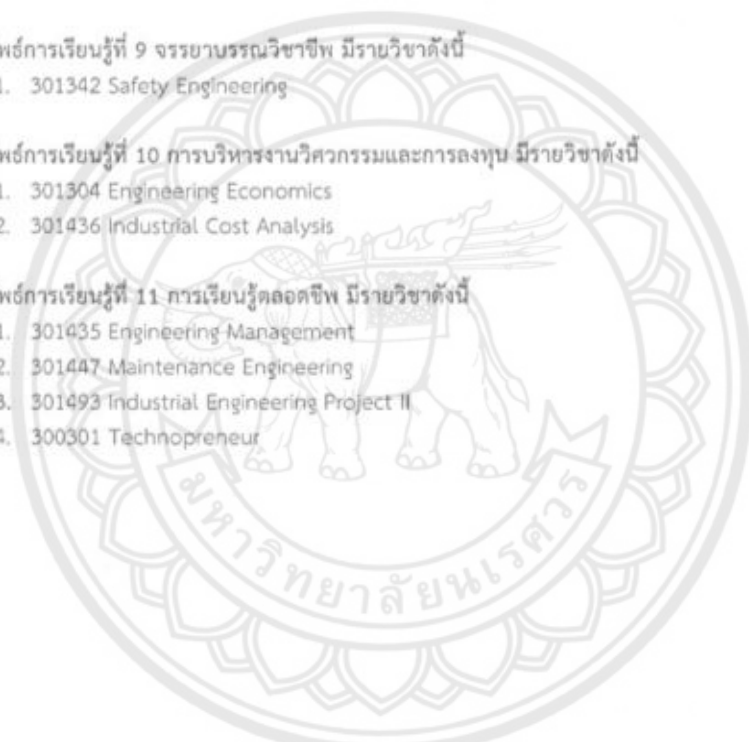 พธ์การเรียนรู้ที่ 9 จรรยาบรรณวิชาชีพ มีรายวิชาดังนี้
1. 301342 Safety Engineering
พธ์การเรียนรู้ที่ 10 การบริหารงานวิศวกรรมและการลงทุน มีรายวิชาดังนี้
1. 301304 Engineering Economics
2. 301436 Industrial Cost Analysis
พธ์การเรียนรู้ที่ 11 การเรียนรู้ตลอดชีพ มีรายวิชาดังนี้
1. 301435 Engineering Management
2. 301447 Maintenance Engineering
3. 301493 Industrial Engineering Project II
4. 300301 Technopreneur
มหาวิทยาลัยนเรศวร